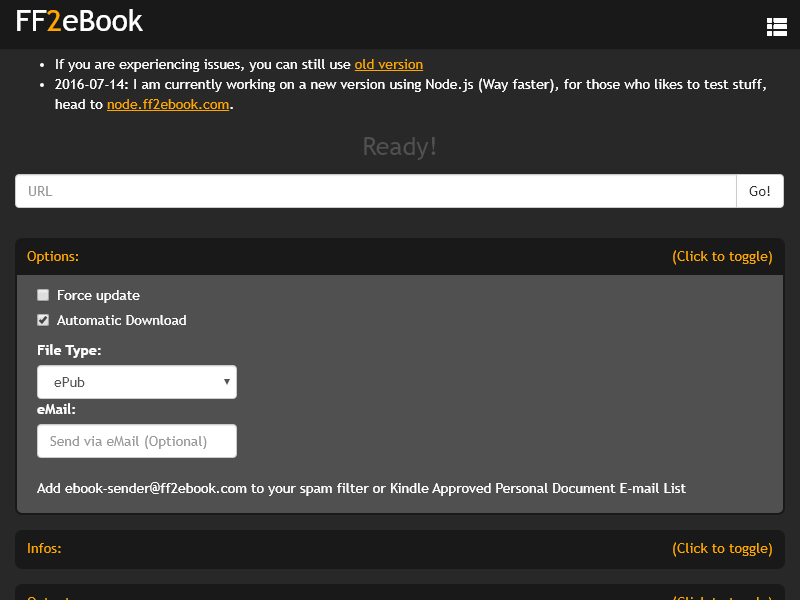 FF2eBook
If you are experiencing issues, you can still use old version
2016-07-14: I am currently working on a new version using Node.js (Way faster), for those who likes to test stuff,
head to node.ff2ebook.com.
Ready!
URL
Go!
Options:
(Click to toggle)
Force update
Automatic Download
File Type:
ePub
eMail:
Send via eMail (Optional)
Add ebook-sender@ff2ebook.com to your spam filter or Kindle Approved Personal Document E-mail List
Infos:
(Click to toggle)